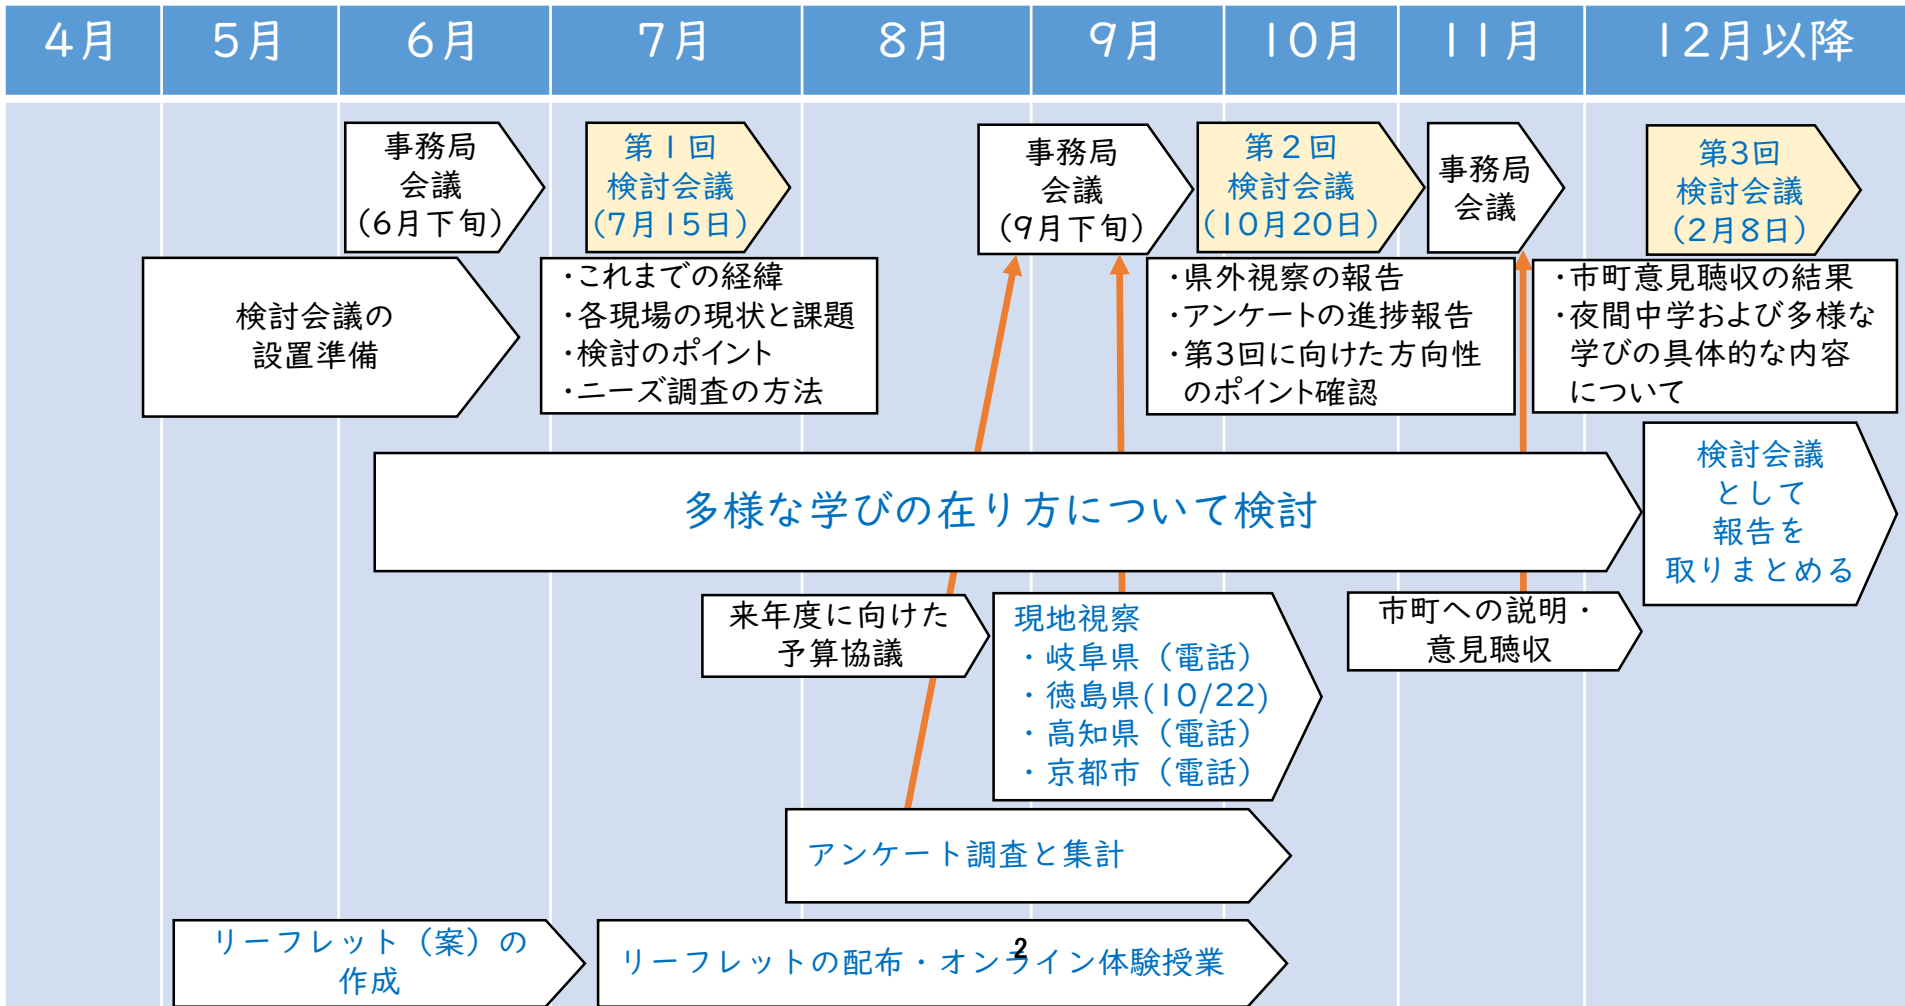 4月
5月
6月
7月
8月
9月
10月
11月
12月以降
事務局
会議
(6月下旬)
第1回
検討会議
(7月15日)
事務局
会議
(9月下旬)
第2回
検討会議
(10月20日)
事務局
会議
第3回
検討会議
(2月8日)
検討会議の
設置準備
・これまでの経緯
・各現場の現状と課題
・検討のポイント
・ニーズ調査の方法
・県外視察の報告
・アンケートの進捗報告
・第3回に向けた方向性
のポイント確認
・市町意見聴収の結果
・夜間中学および多様な
学びの具体的な内容
について
多様な学びの在り方について検討
検討会議
として
報告を
取りまとめる
来年度に向けた
予算協議
現地視察
・岐阜県（電話）
・徳島県(10/22)
・高知県（電話）
・京都市（電話）
市町への説明・
意見聴収
アンケート調査と集計
リーフレット（案）の
作成
リーフレットの配布・オンライン体験授業
2